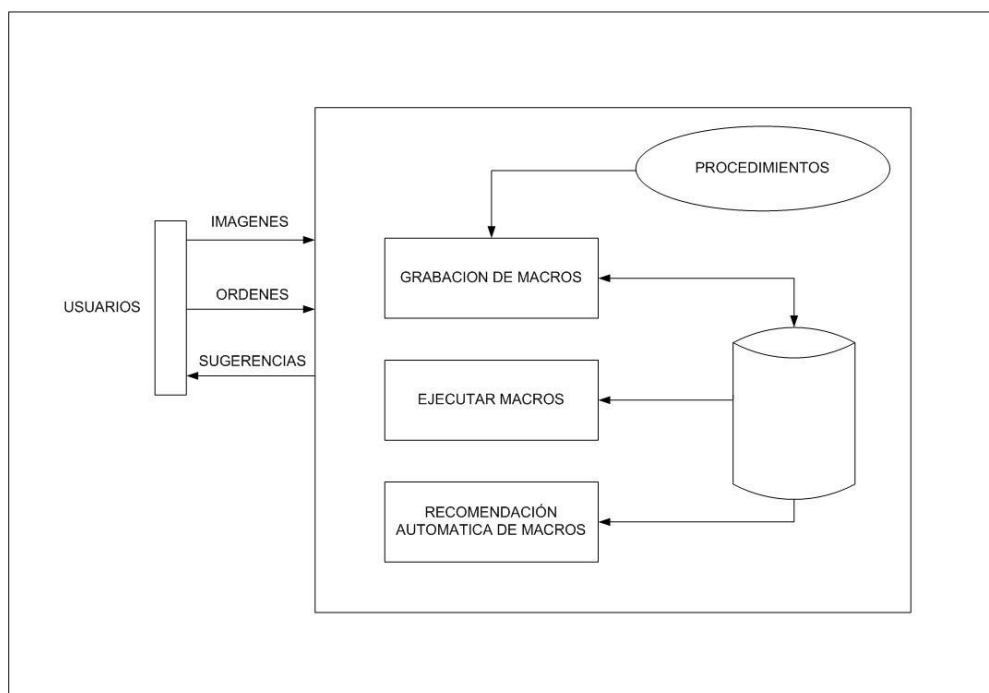 PROCEDIMIENTOS
IMAGENES
GRABACION DE MACROS
USUARIOS
ORDENES
SUGERENCIAS
EJECUTAR MACROS
RECOMENDACIÓN
AUTOMATICA DE MACROS